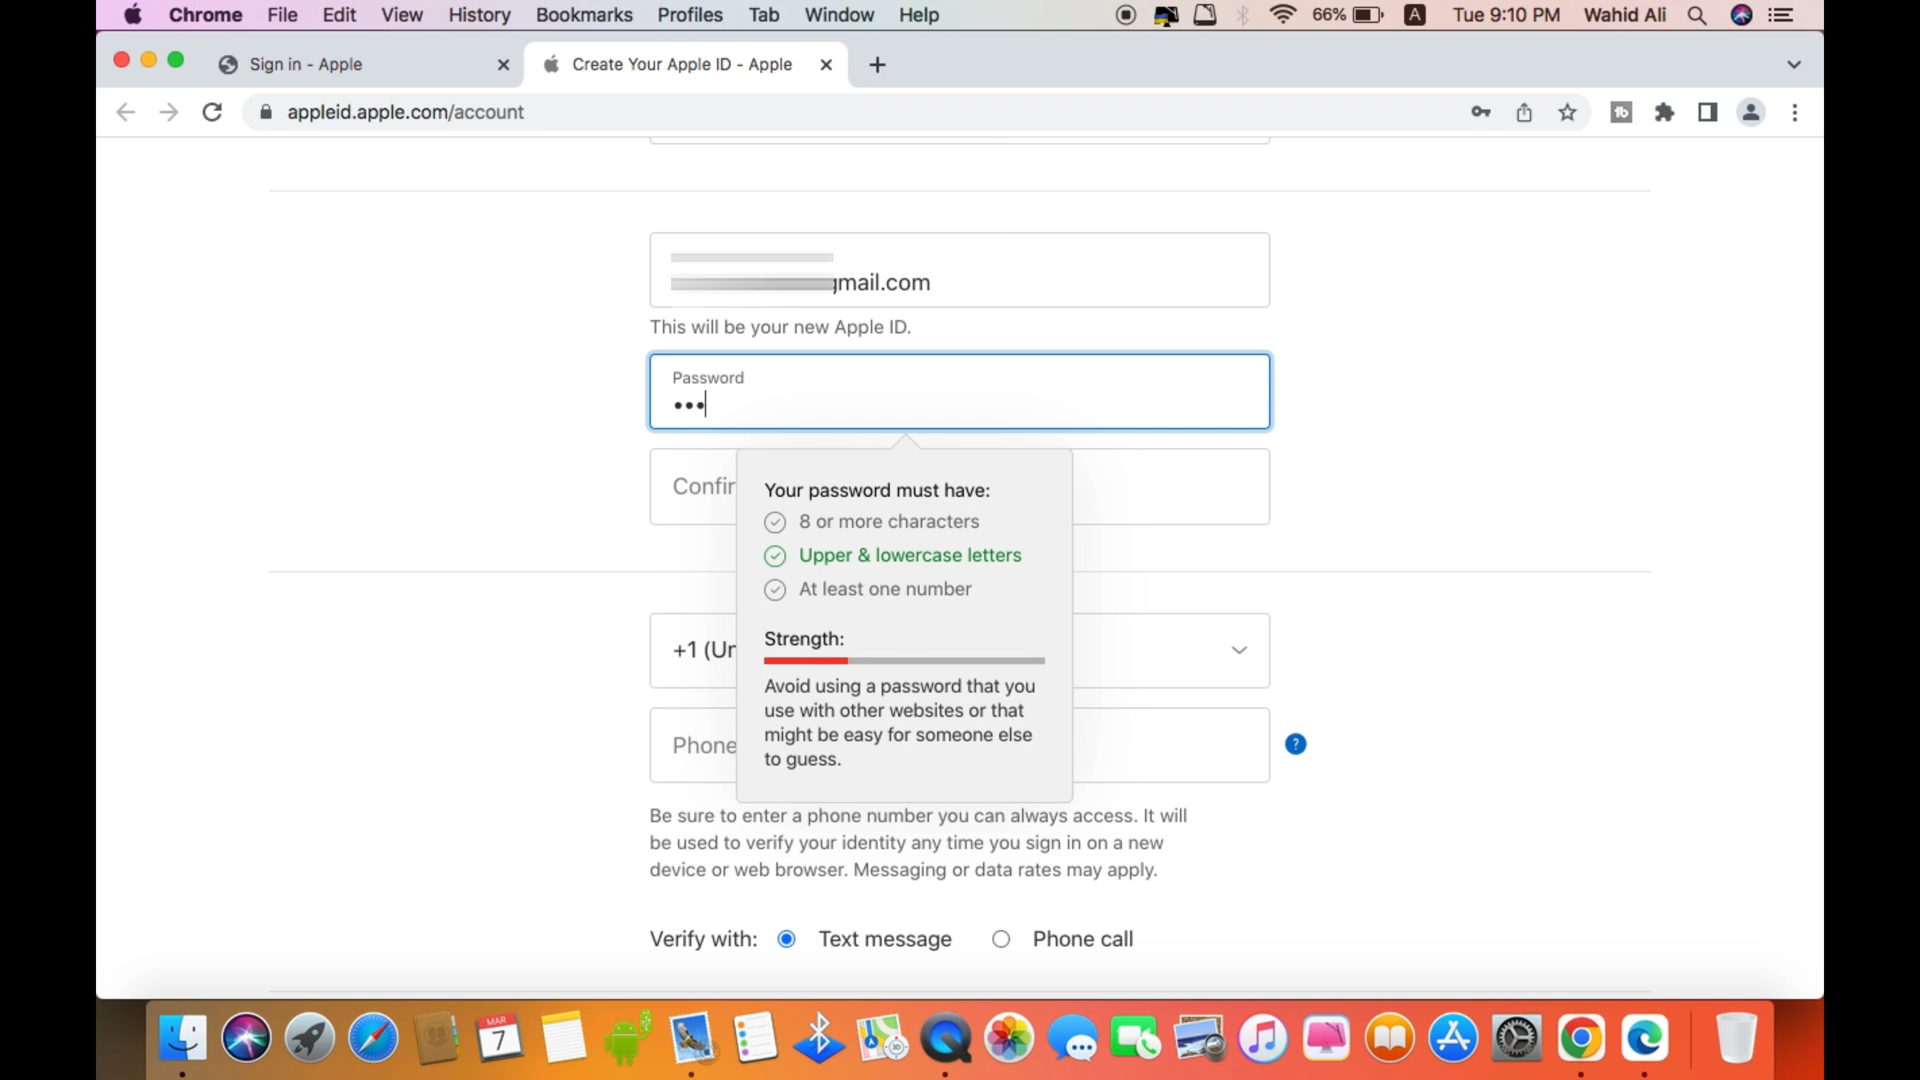 Chrome File Edit View History Bookmarks Profiles Tab Window Help 66% A Tue 9:10 PM Wahid Ali
Sign in - Apple
Create Your Apple ID - Apple
appleid.apple.com/account
gmail.com
This will be your new Apple ID.
Password
Confir
Your password must have:
8 or more characters
Upper & lowercase letters
At least one number
Strength:
Avoid using a password that you
use with other websites or that
might be easy for someone else
to guess.
+1 (Un
Phone
?
Be sure to enter a phone number you can always access. It will
be used to verify your identity any time you sign in on a new
device or web browser. Messaging or data rates may apply.
Verify with: Text message Phone call
MAR
7
3D